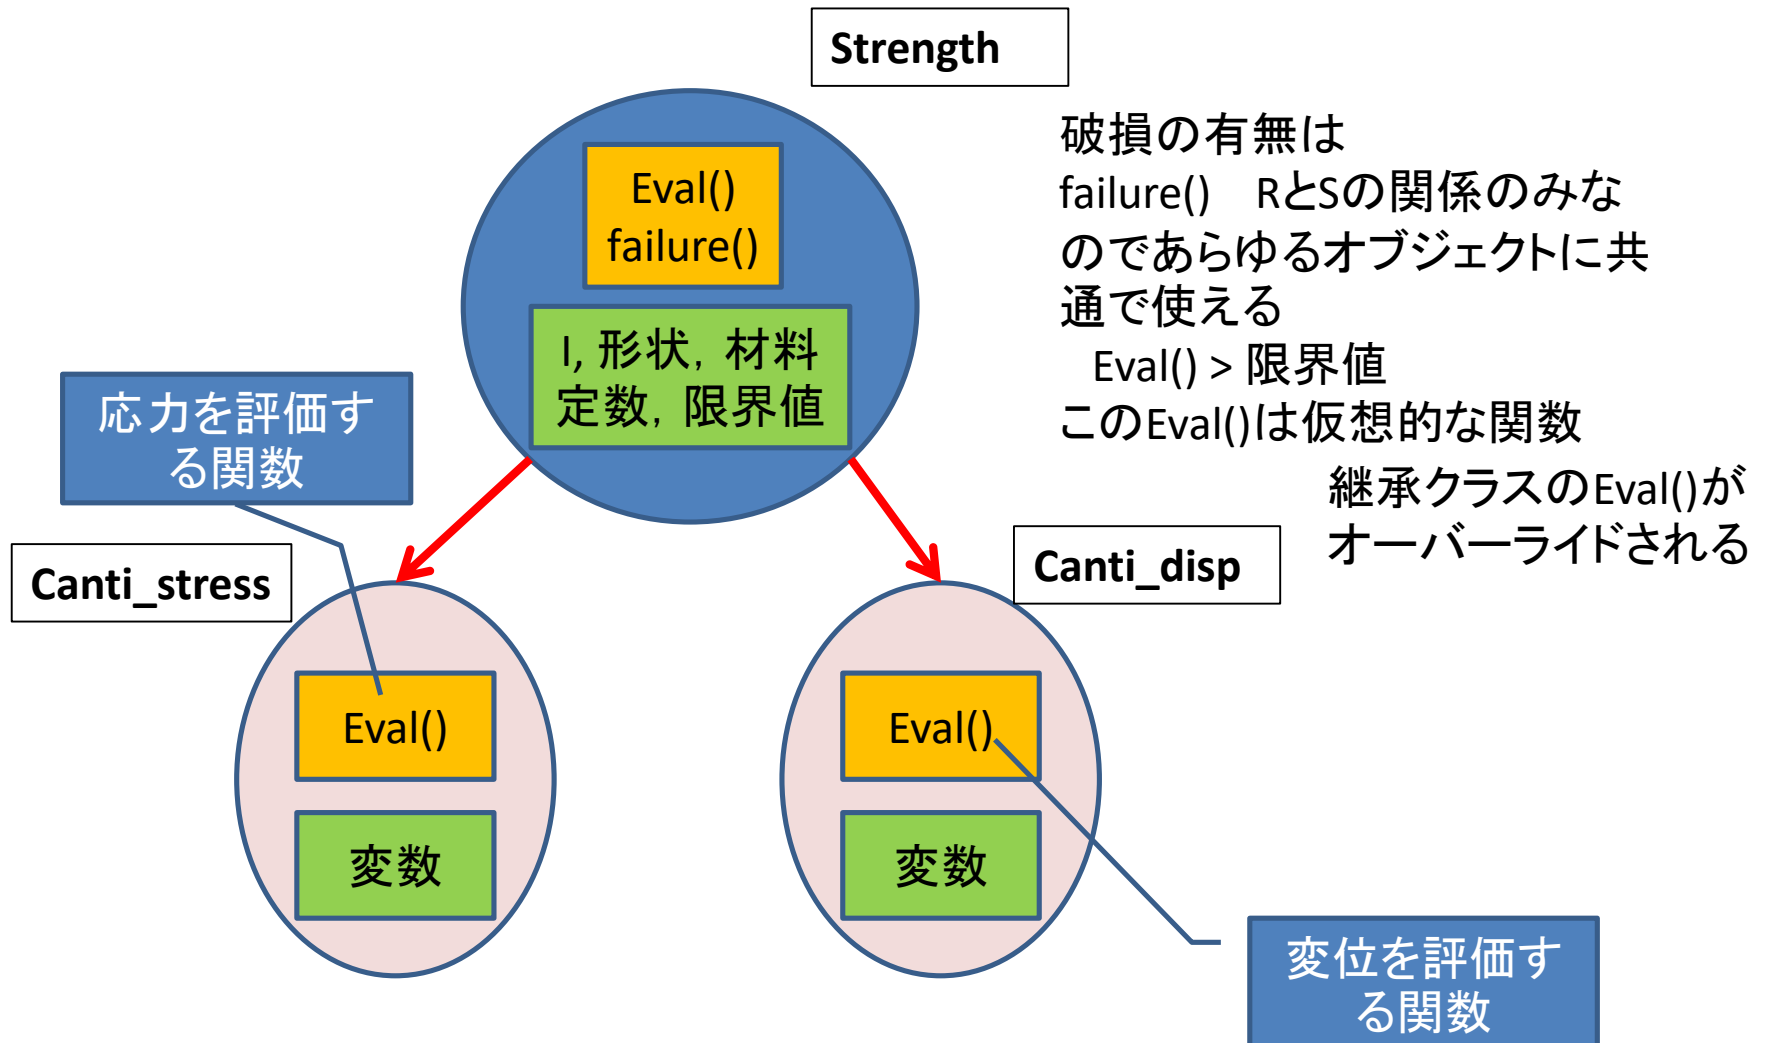 Strength
Eval()
failure()
I, 形状, 材料
定数, 限界値
破損の有無は
failure() RとSの関係のみな
のであらゆるオブジェクトに共
通で使える
Eval() > 限界値
このEval()は仮想的な関数
継承クラスのEval()が
オーバーライドされる
応力を評価す
る関数
Canti_stress
Eval()
変数
Canti_disp
Eval()
変数
変位を評価す
る関数